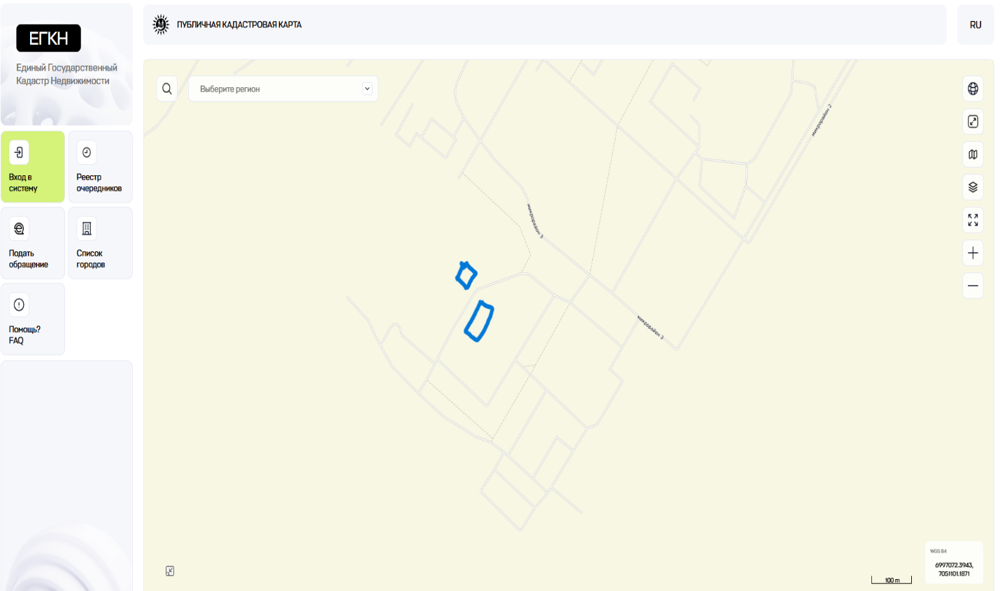 ЕГКН
Единый Государственный
Кадастр Недвижимости
ПУБЛИЧНАЯ КАДАСТРОВАЯ КАРТА
RU
Выберите регион
Вход в
систему
Реестр
очередников
Подать
обращение
Список
городов
Помощь?
FAQ
микрорайон 2
микрорайон 3
микрорайон 3
100 m
WGS 84
6997072.3943,
7051101.1871